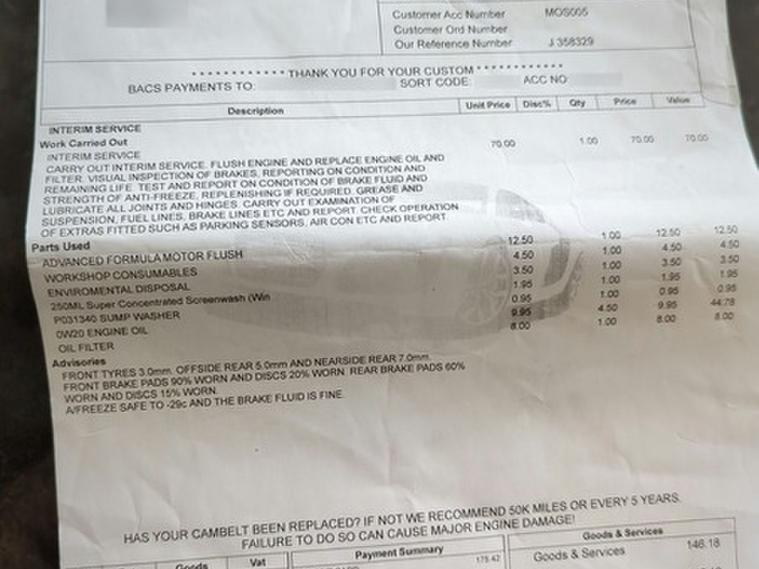 Customer Acc Number MOS005
Customer Ord Number
Our Reference Number J 358329
************ THANK YOU FOR YOUR CUSTOM ************
BACS PAYMENTS TO: SORT CODE: ACC NO:
Description Unit Price Disc% Qty Price Value
INTERIM SERVICE
Work Carried Out
INTERIM SERVICE 70.00 1.00 70.00 70.00
CARRY OUT INTERIM SERVICE. FLUSH ENGINE AND REPLACE ENGINE OIL AND
FILTER. VISUAL INSPECTION OF BRAKES, REPORTING ON CONDITION AND
REMAINING LIFE. TEST AND REPORT ON CONDITION OF BRAKE FLUID AND
STRENGTH OF ANTI-FREEZE, REPLENISHING IF REQUIRED. GREASE AND
LUBRICATE ALL JOINTS AND HINGES. CARRY OUT EXAMINATION OF
SUSPENSION, FUEL LINES, BRAKE LINES ETC AND REPORT. CHECK OPERATION
OF EXTRAS FITTED SUCH AS PARKING SENSORS, AIR CON ETC AND REPORT.
Parts Used
ADVANCED FORMULA MOTOR FLUSH 12.50 1.00 12.50 12.50
WORKSHOP CONSUMABLES 4.50 1.00 4.50 4.50
ENVIROMENTAL DISPOSAL 3.50 1.00 3.50 3.50
250ML Super Concentrated Screenwash (Win 1.95 1.00 1.95 1.95
P031340 SUMP WASHER 0.95 1.00 0.95 0.95
0W20 ENGINE OIL 9.95 4.50 9.95 44.78
OIL FILTER 8.00 1.00 8.00 8.00
Advisories
FRONT TYRES 3.0mm. OFFSIDE REAR 5.0mm AND NEARSIDE REAR 7.0mm.
FRONT BRAKE PADS 90% WORN AND DISCS 20% WORN. REAR BRAKE PADS 60%
WORN AND DISCS 15% WORN.
A/FREEZE SAFE TO -29c AND THE BRAKE FLUID IS FINE.
HAS YOUR CAMBELT BEEN REPLACED? IF NOT WE RECOMMEND 50K MILES OR EVERY 5 YEARS.
FAILURE TO DO SO CAN CAUSE MAJOR ENGINE DAMAGE!
Goods Vat Payment Summary Goods & Services
175.42 Goods & Services 146.18